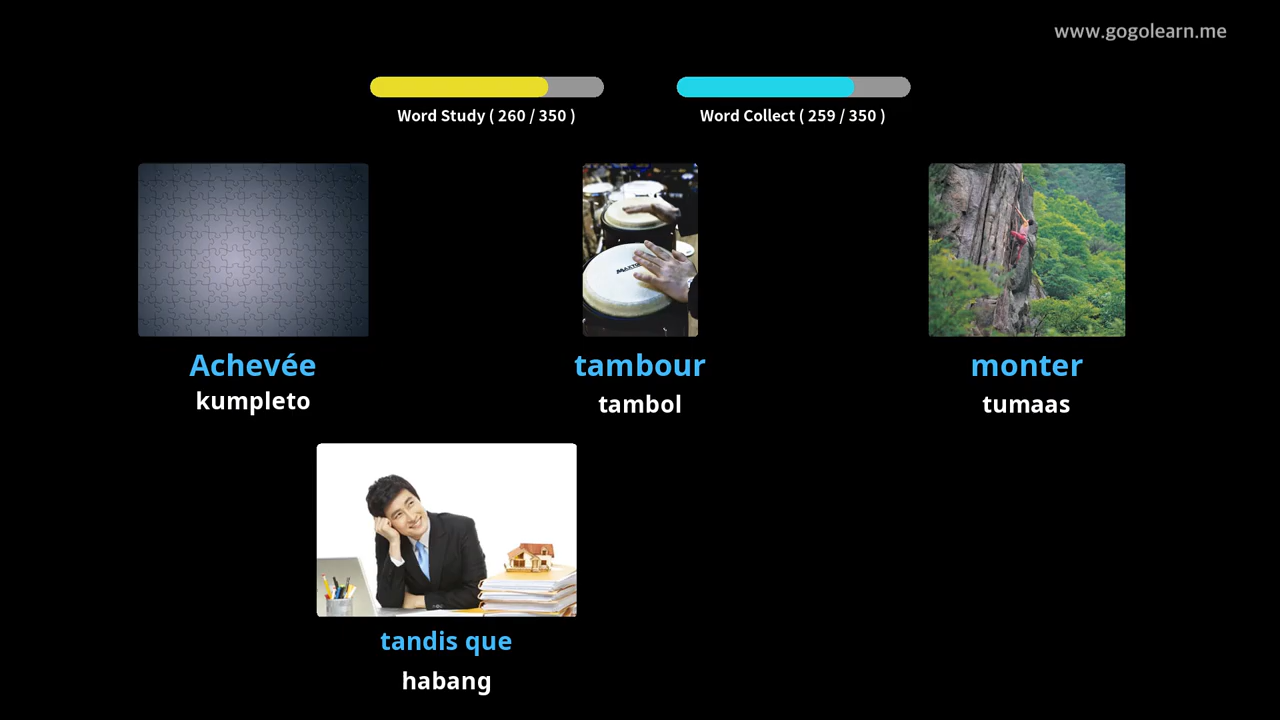 www.gogolearn.me
Word Study ( 260 / 350 )
Word Collect ( 259 / 350 )
Achevée
kumpleto
tambour
tambol
monter
tumaas
tandis que
habang